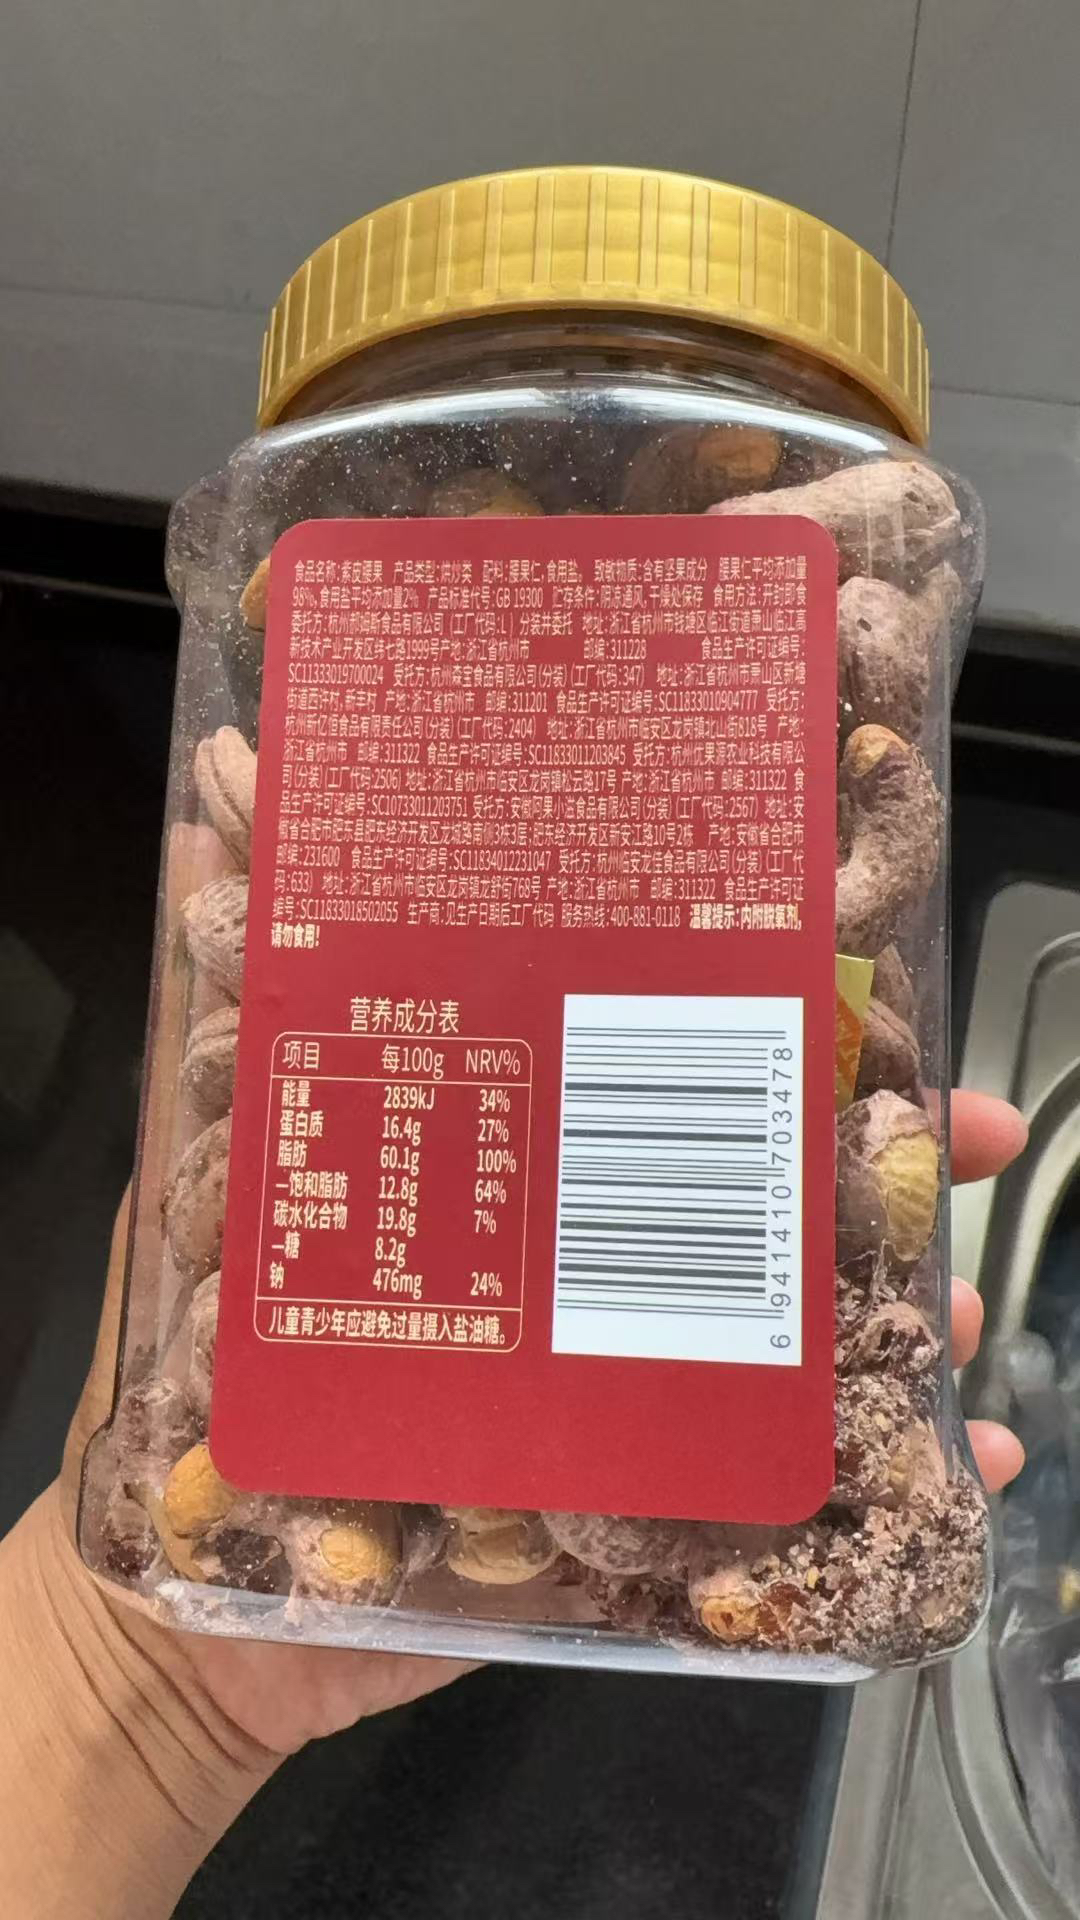 食品名称:紫皮腰果 产品类型:烘炒类 配料:腰果仁,食用盐。 致敏物质:含有坚果成分 腰果仁平均添加量
98%,食用盐平均添加量2% 产品标准代号:GB 19300 贮存条件:阴凉通风,干燥处保存 食用方法:开封即食
委托方:杭州郝姆斯食品有限公司(工厂代码:L)分装并委托 地址:浙江省杭州市钱塘区临江街道萧山临江高
新技术产业开发区纬七路1999号产地:浙江省杭州市 邮编:311228 食品生产许可证编号:
SC11333019700024 受托方:杭州森宝食品有限公司(分装)(工厂代码:347) 地址:浙江省杭州市萧山区新塘
街道西许村,新丰村 产地:浙江省杭州市 邮编:311201 食品生产许可证编号:SC11833010904777 受托方:
杭州新亿恒食品有限责任公司(分装)(工厂代码:2404) 地址:浙江省杭州市临安区龙岗镇北山街818号 产地:
浙江省杭州市 邮编:311322 食品生产许可证编号:SC11833011203845 受托方:杭州优果源农业科技有限公
司(分装)(工厂代码:2506) 地址:浙江省杭州市临安区龙岗镇松云路17号 产地:浙江省杭州市 邮编:311322 食
品生产许可证编号:SC10733011203751 受托方:安徽阿果小滋食品有限公司(分装)(工厂代码:2567) 地址:安
徽省合肥市肥东县肥东经济开发区龙城路南侧3栋3层;肥东经济开发区新安江路10号2栋 产地:安徽省合肥市
邮编:231600 食品生产许可证编号:SC11834012231047 受托方:杭州临安龙佳食品有限公司(分装)(工厂代
码:633) 地址:浙江省杭州市临安区龙岗镇龙舒街768号 产地:浙江省杭州市 邮编:311322 食品生产许可证
编号:SC11833018502055 生产商:见生产日期后工厂代码 服务热线:400-881-0118 温馨提示:内附脱氧剂,
请勿食用!
营养成分表
项目 每100g NRV%
能量 2839kJ 34%
蛋白质 16.4g 27%
脂肪 60.1g 100%
—饱和脂肪 12.8g 64%
碳水化合物 19.8g 7%
—糖 8.2g
钠 476mg 24%
儿童青少年应避免过量摄入盐油糖。
6 941410 703478